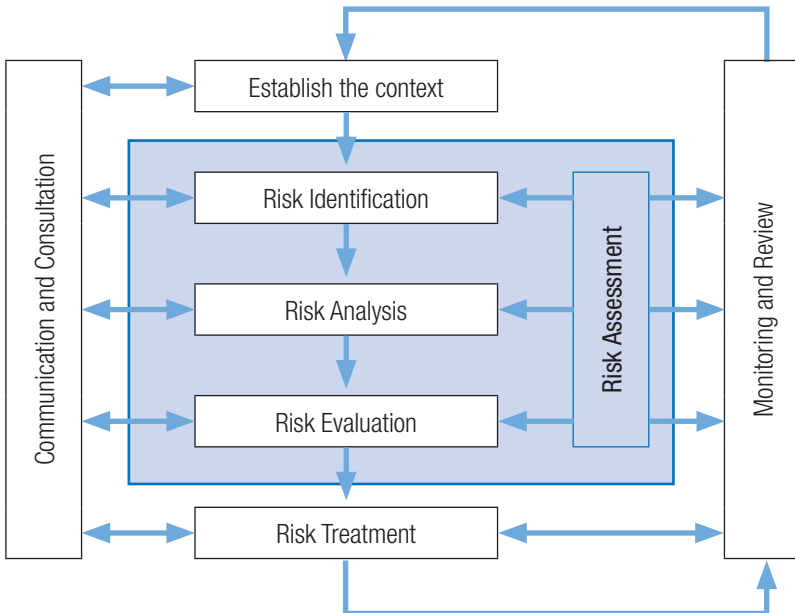 Establish the context
Communication and Consultation
Risk Identification
Risk Analysis
Risk Evaluation
Risk Assessment
Monitoring and Review
Risk Treatment